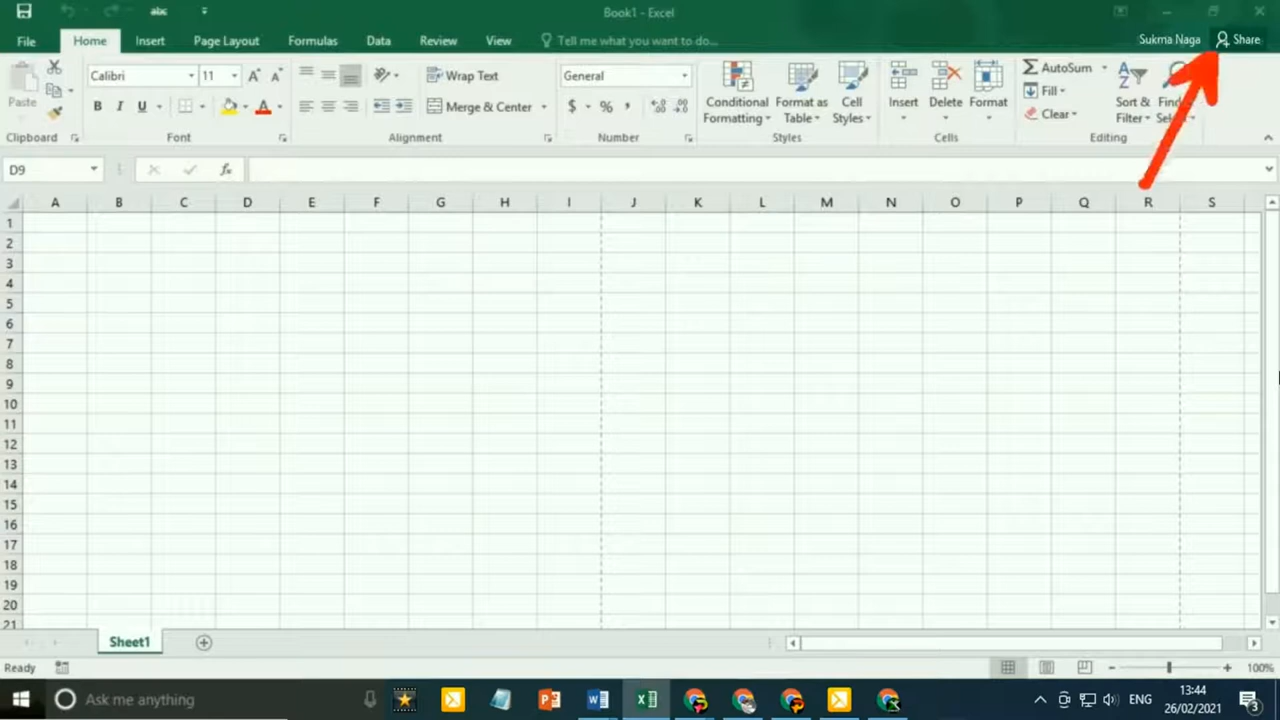 abc
Book1 - Excel
File Home Insert Page Layout Formulas Data Review View Tell me what you want to do...
Sukma Naga Share
Paste
Calibri 11
B I U A
Wrap Text
Merge & Center
General
$ % ,
Conditional Formatting
Format as Table
Cell Styles
Insert Delete Format
AutoSum
Fill
Clear
Sort & Filter
Clipboard Font Alignment Number Styles Cells Editing
D9 fx
A B C D E F G H I J K L M N O P Q R S
1
2
3
4
5
6
7
8
9
10
11
12
13
14
15
16
17
18
19
20
21
Sheet1
Ready 100%
Ask me anything
ENG
13:44
26/02/2021
3